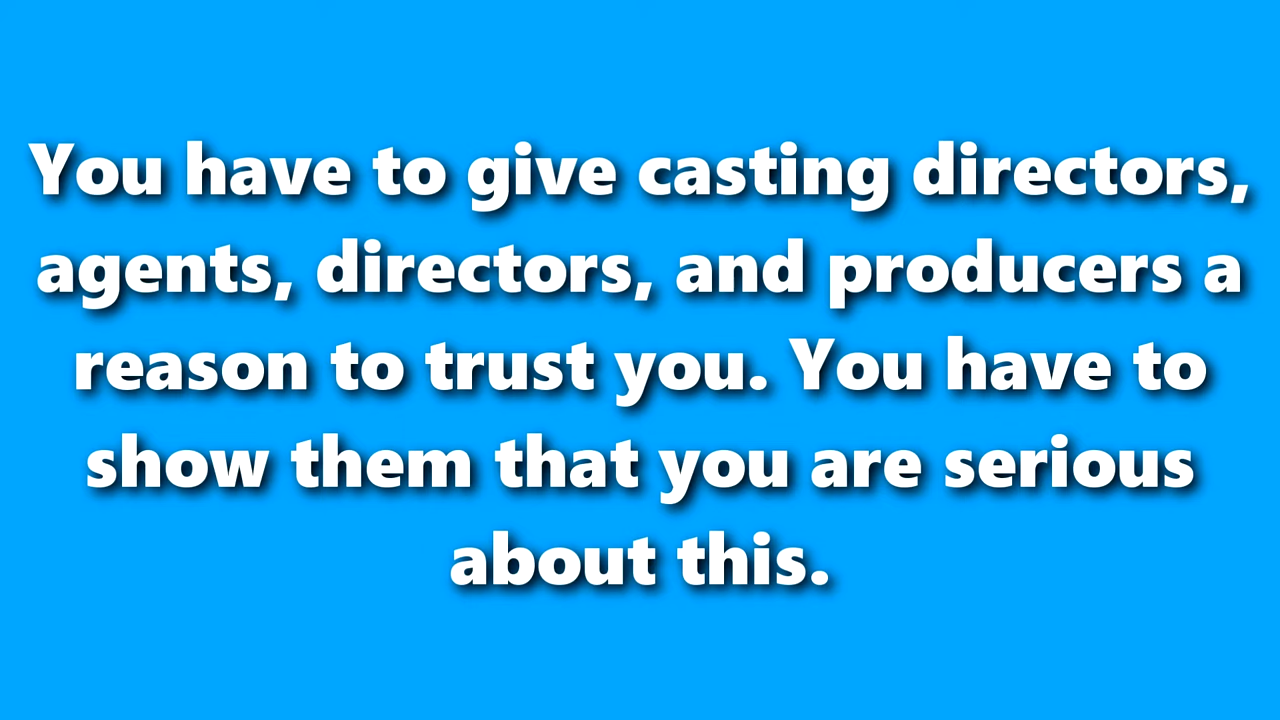 You have to give casting directors,
agents, directors, and producers a
reason to trust you. You have to
show them that you are serious
about this.